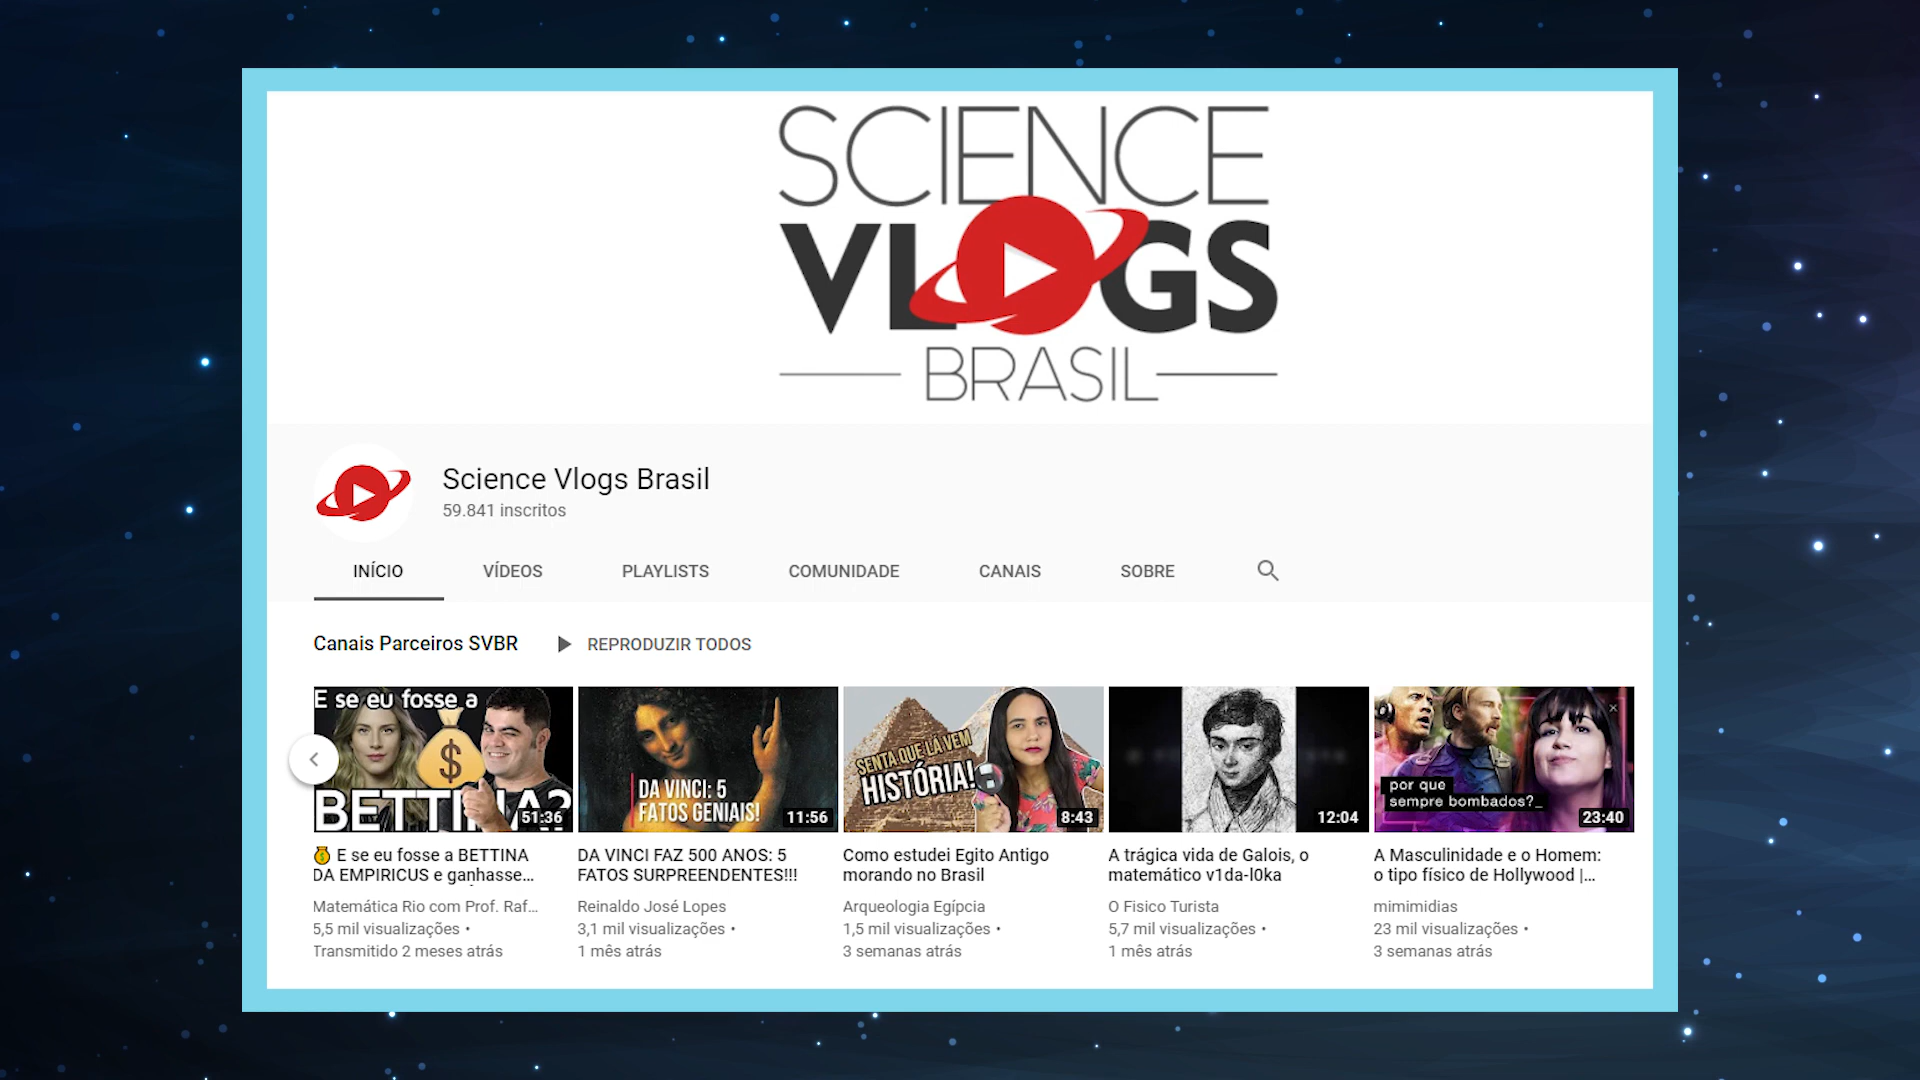 SCIENCE
VLOGS
BRASIL
Science Vlogs Brasil
59.841 inscritos
INÍCIO VÍDEOS PLAYLISTS COMUNIDADE CANAIS SOBRE
Canais Parceiros SVBR REPRODUZIR TODOS
E se eu fosse a
$
BETTINA?
51:36
DA VINCI: 5
FATOS GENIAIS!
11:56
SENTA QUE LÁ VEM
HISTÓRIA!
8:43
12:04
por que
sempre bombados?_
23:40
E se eu fosse a BETTINA
DA EMPIRICUS e ganhasse...
Matemática Rio com Prof. Raf...
5,5 mil visualizações •
Transmitido 2 meses atrás
DA VINCI FAZ 500 ANOS: 5
FATOS SURPREENDENTES!!!
Reinaldo José Lopes
3,1 mil visualizações •
1 mês atrás
Como estudei Egito Antigo
morando no Brasil
Arqueologia Egípcia
1,5 mil visualizações •
3 semanas atrás
A trágica vida de Galois, o
matemático v1da-l0ka
O Fisico Turista
5,7 mil visualizações •
1 mês atrás
A Masculinidade e o Homem:
o tipo físico de Hollywood |...
mimimidias
23 mil visualizações •
3 semanas atrás